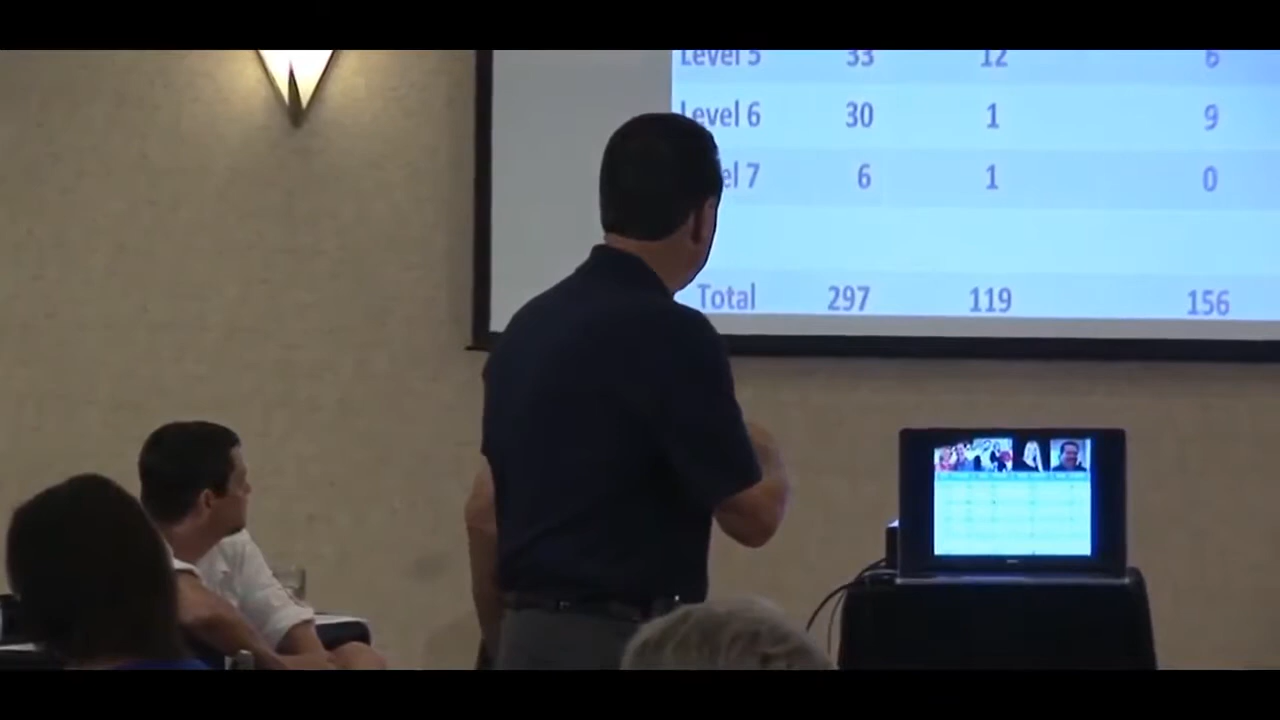 Level 5 33 12 6
Level 6 30 1 9
el 7 6 1 0
Total 297 119 156